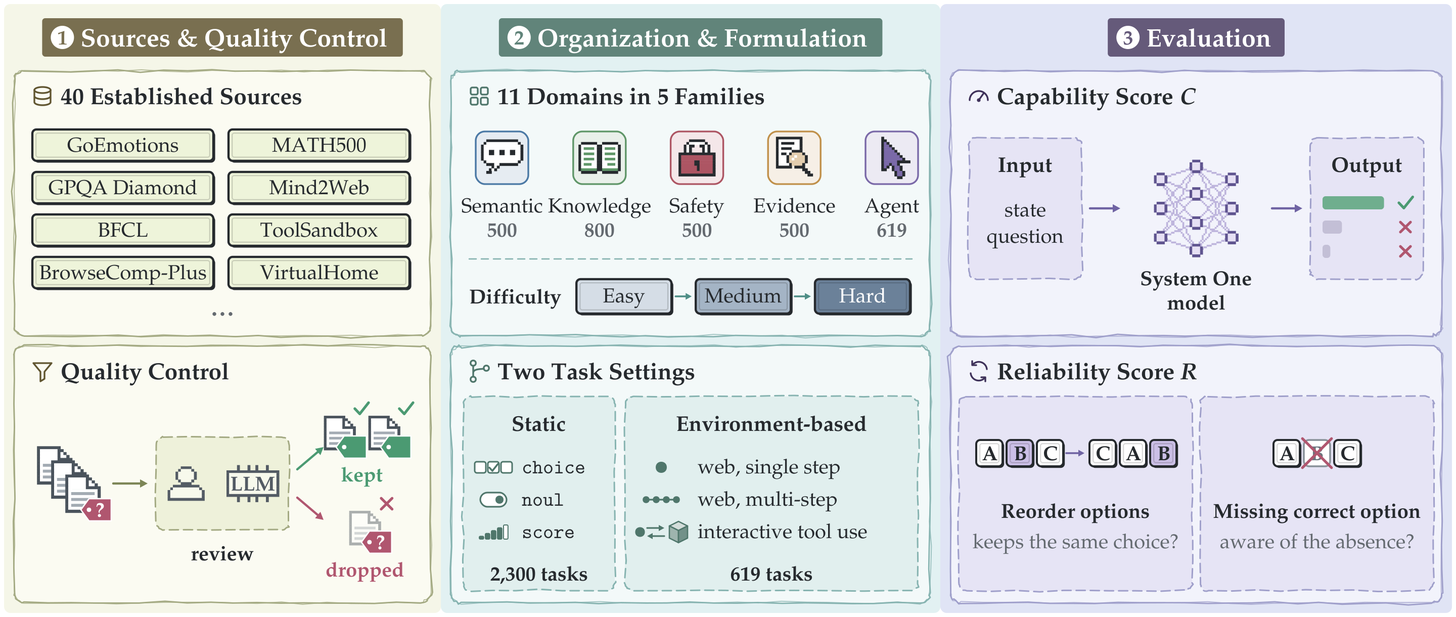 1 Sources & Quality Control
40 Established Sources
GoEmotions
MATH500
GPQA Diamond
Mind2Web
BFCL
ToolSandbox
BrowseComp-Plus
VirtualHome
...
Quality Control
?
LLM
review
kept
?
dropped
2 Organization & Formulation
11 Domains in 5 Families
Semantic Knowledge Safety Evidence Agent
500 800 500 500 619
Difficulty Easy Medium Hard
Two Task Settings
Static
choice
noul
score
2,300 tasks
Environment-based
web, single step
web, multi-step
interactive tool use
619 tasks
3 Evaluation
Capability Score C
Input
state
question
System One
model
Output
Reliability Score R
A B C C A B
Reorder options
keeps the same choice?
A B C
Missing correct option
aware of the absence?